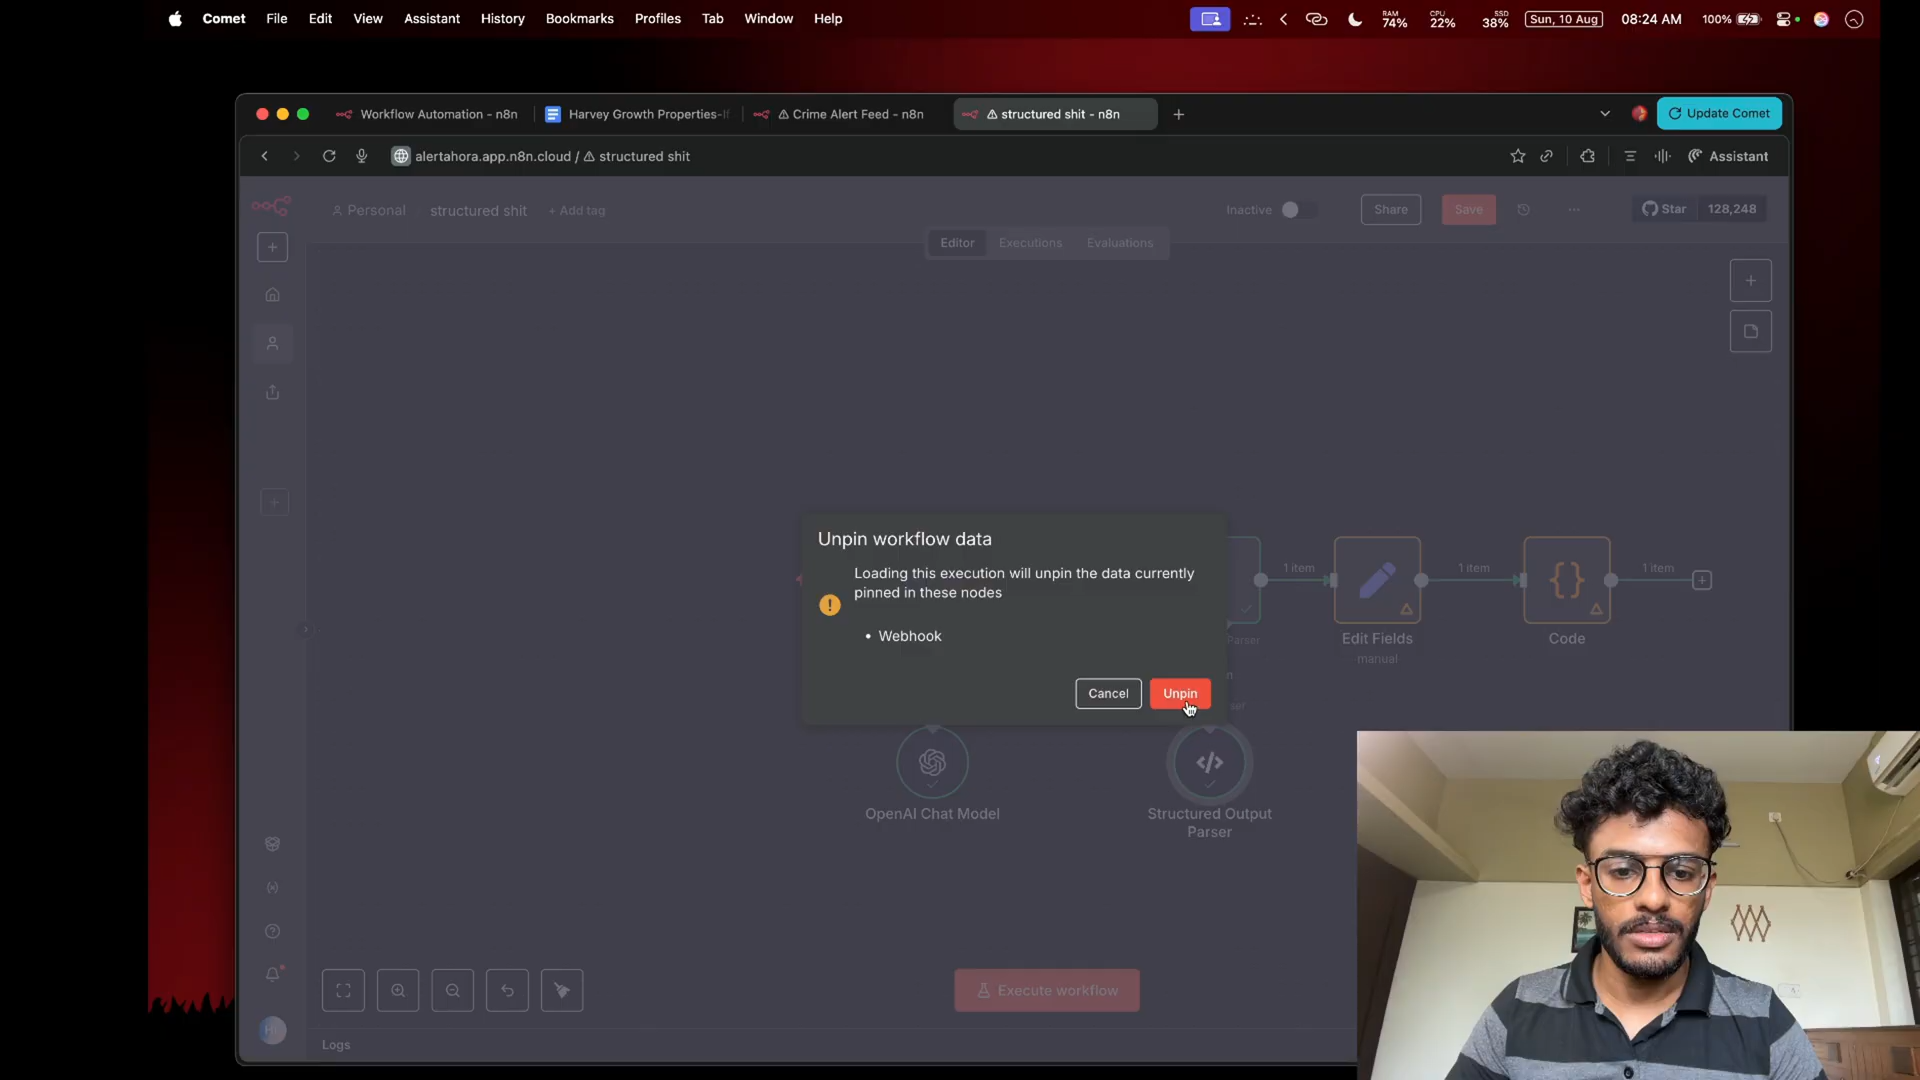 Comet File Edit View Assistant History Bookmarks Profiles Tab Window Help
RAM 74% CPU 22% SSD 38% Sun, 10 Aug 08:24 AM 100%
Workflow Automation - n8n
Harvey Growth Properties-
Crime Alert Feed - n8n
structured shit - n8n
Update Comet
alertahora.app.n8n.cloud / ⚠ structured shit
Assistant
Personal structured shit + Add tag
Inactive Share Save ... Star 128,248
Editor Executions Evaluations
Unpin workflow data
Loading this execution will unpin the data currently
pinned in these nodes
• Webhook
Cancel Unpin
1 item
1 item
1 item
Parser
Edit Fields
manual
Code
OpenAI Chat Model
Structured Output
Parser
Execute workflow
Logs